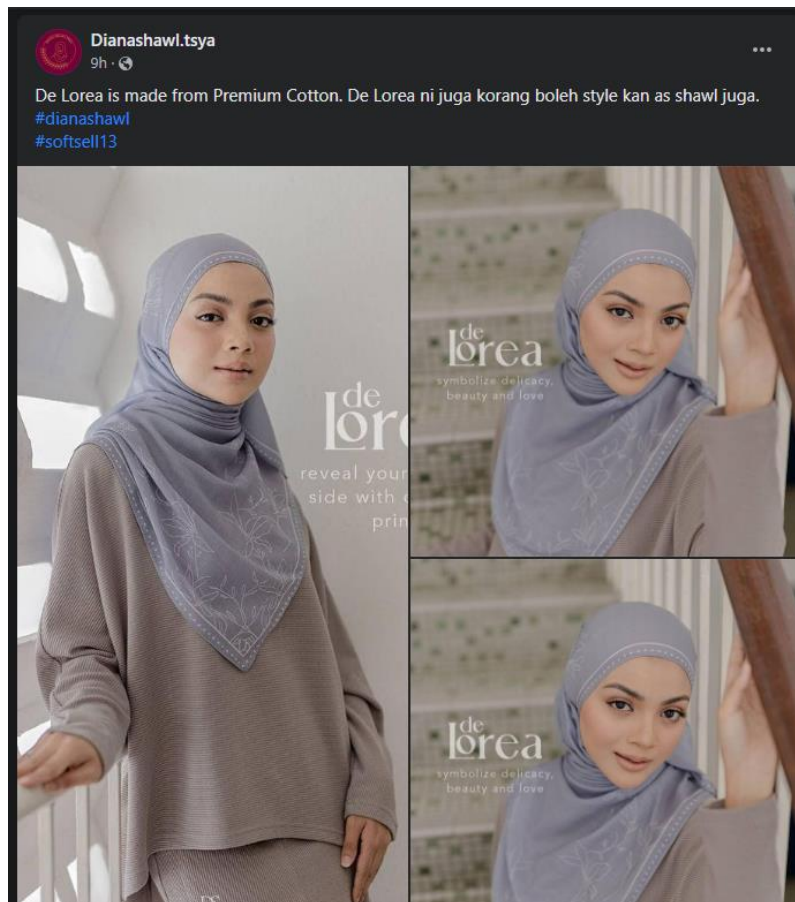 Dianashawl.tsya
9h
De Lorea is made from Premium Cotton. De Lorea ni juga korang boleh style kan as shawl juga.
#dianashawl
#softsell13
de
Lor
reveal your
side with
prin
de
Lorea
symbolize delicacy,
beauty and love
de
Lorea
symbolize delicacy,
beauty and love